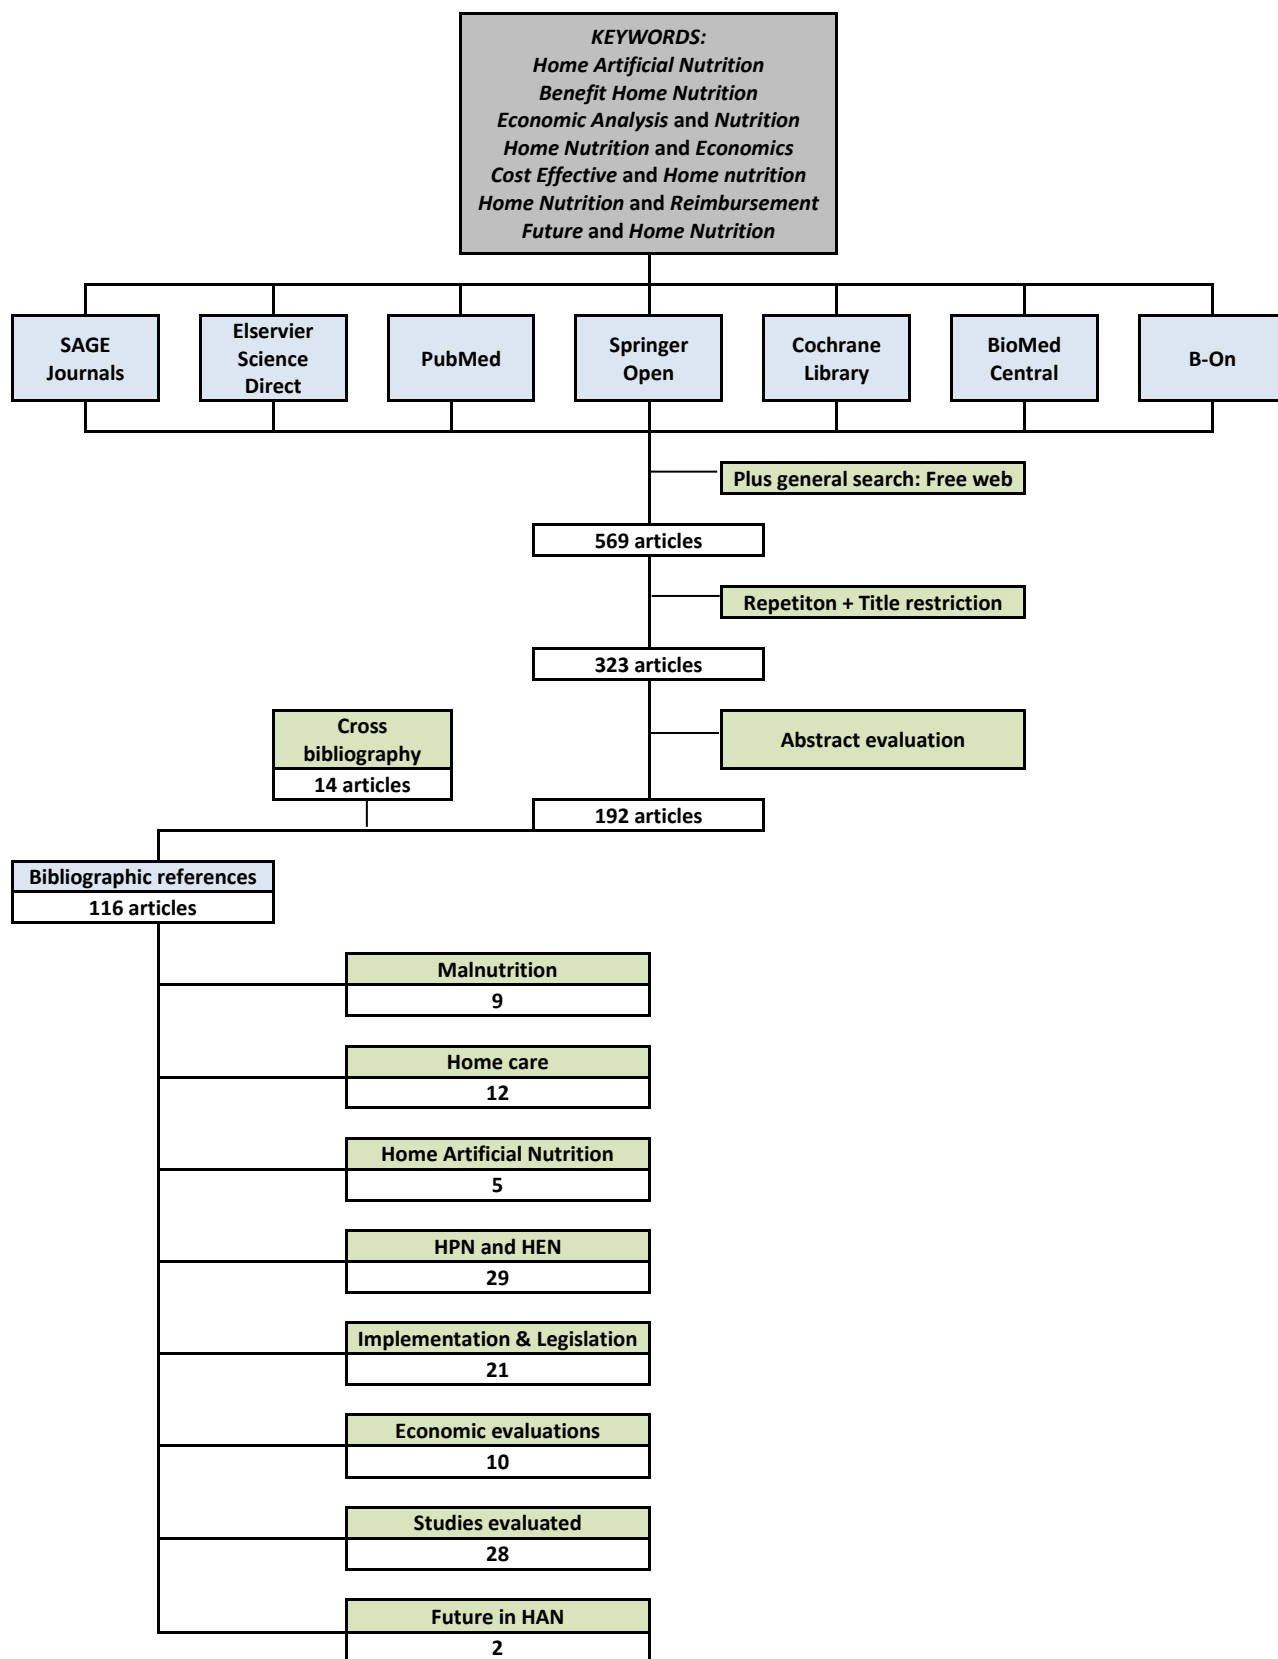 KEYWORDS:
Home Artificial Nutrition
Benefit Home Nutrition
Economic Analysis and Nutrition
Home Nutrition and Economics
Cost Effective and Home nutrition
Home Nutrition and Reimbursement
Future and Home Nutrition
SAGE
Journals
Elservier
Science
Direct
PubMed
Springer
Open
Cochrane
Library
BioMed
Central
B-On
Plus general search: Free web
569 articles
Repetiton + Title restriction
323 articles
Cross
bibliography
14 articles
Abstract evaluation
192 articles
Bibliographic references
116 articles
Malnutrition
9
Home care
12
Home Artificial Nutrition
5
HPN and HEN
29
Implementation & Legislation
21
Economic evaluations
10
Studies evaluated
28
Future in HAN
2